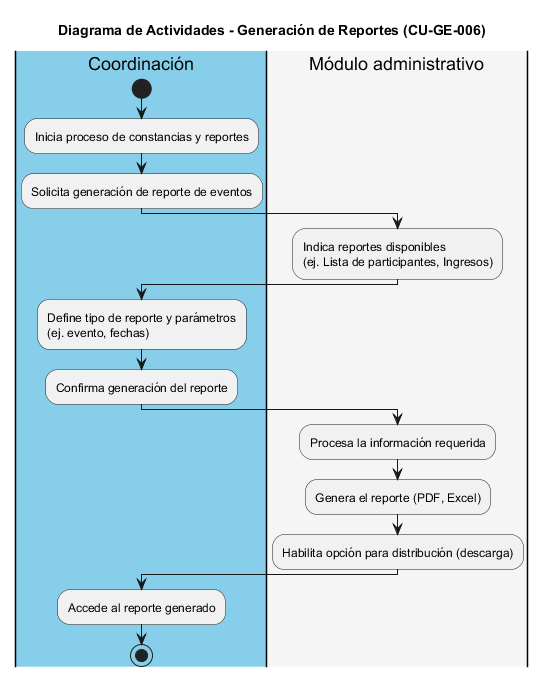 Diagrama de Actividades - Generación de Reportes (CU-GE-006)
Coordinación
Módulo administrativo
Inicia proceso de constancias y reportes
Solicita generación de reporte de eventos
Indica reportes disponibles
(ej. Lista de participantes, Ingresos)
Define tipo de reporte y parámetros
(ej. evento, fechas)
Confirma generación del reporte
Procesa la información requerida
Genera el reporte (PDF, Excel)
Habilita opción para distribución (descarga)
Accede al reporte generado